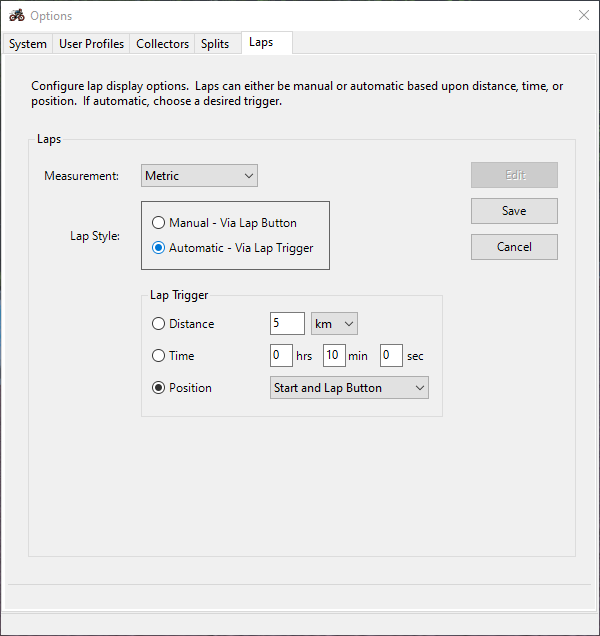 Options
System User Profiles Collectors Splits Laps
Configure lap display options. Laps can either be manual or automatic based upon distance, time, or
position. If automatic, choose a desired trigger.
Laps
Measurement: Metric Edit
Save
Lap Style: Manual - Via Lap Button
Automatic - Via Lap Trigger Cancel
Lap Trigger
Distance 5 km
Time 0 hrs 10 min 0 sec
Position Start and Lap Button